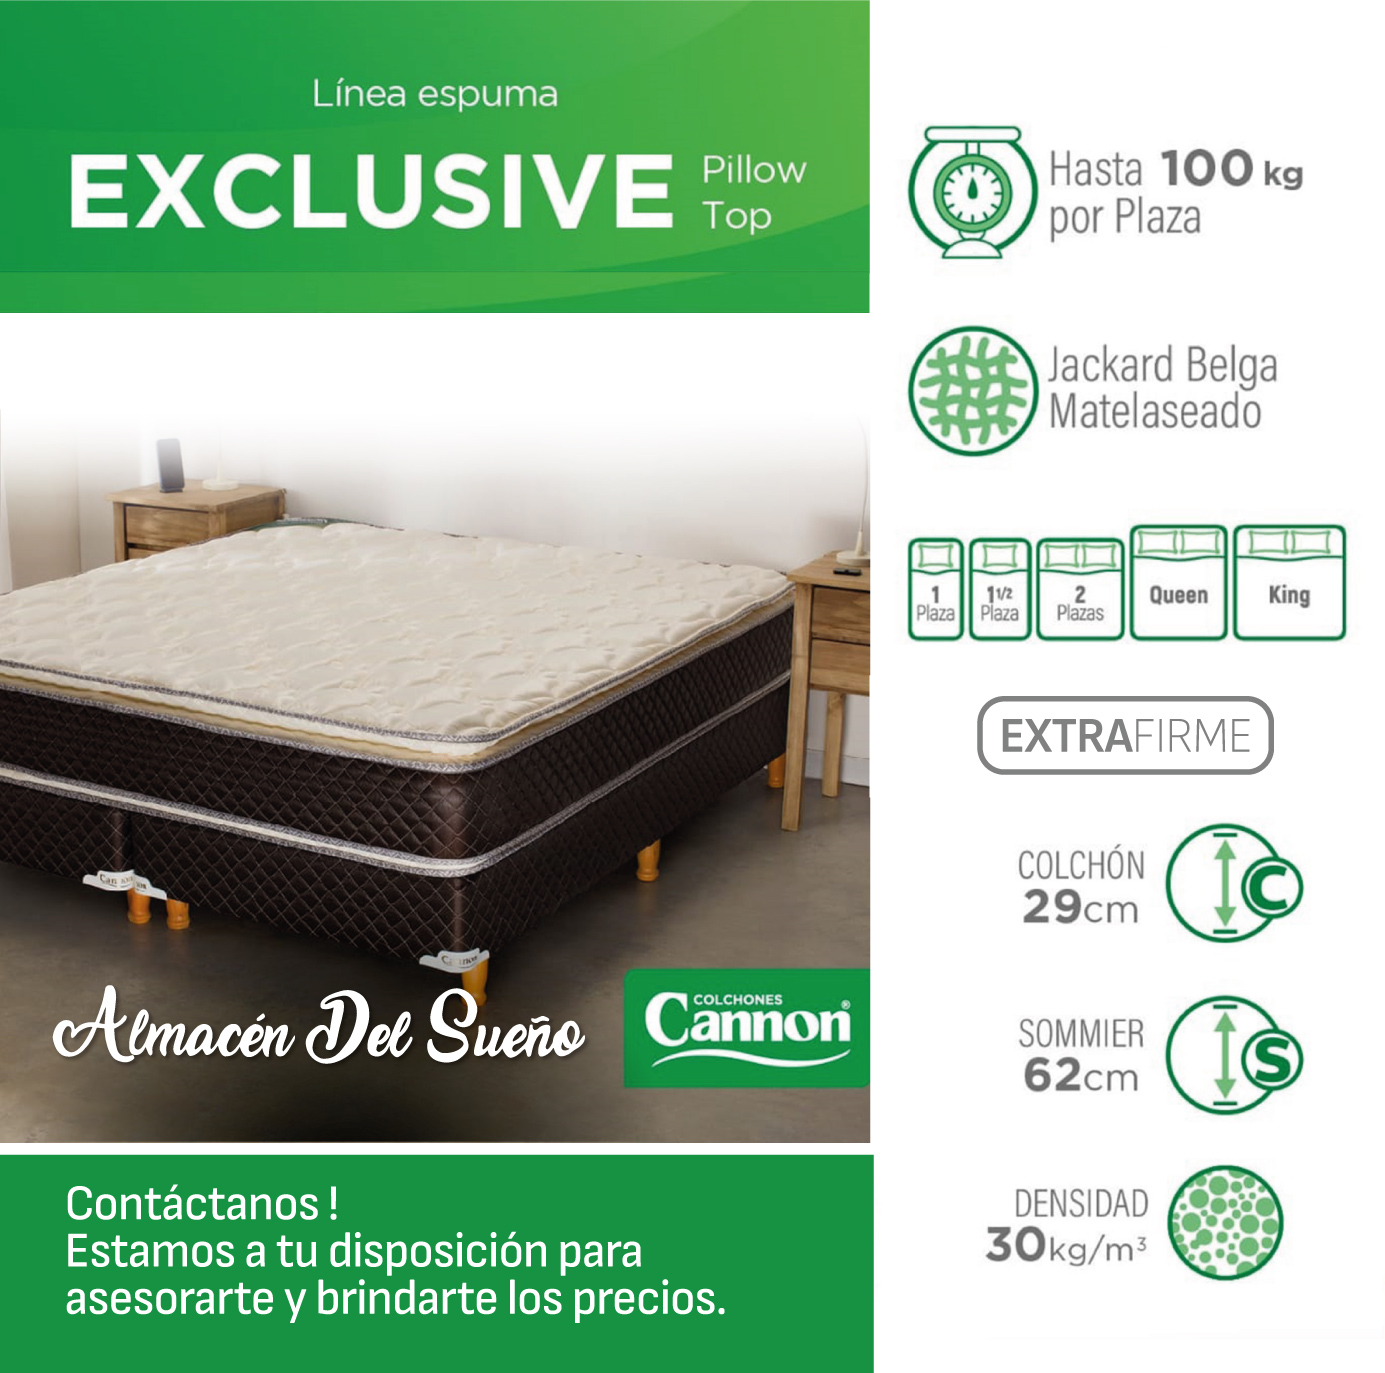 Línea espuma
EXCLUSIVE Pillow Top
Hasta 100 kg
por Plaza
Jackard Belga
Matelaseado
1 Plaza
1 1/2 Plaza
2 Plazas
Queen
King
EXTRAFIRME
COLCHÓN
29cm
C
SOMMIER
62cm
S
DENSIDAD
30kg/m³
Cannon
Almacén Del Sueño
COLCHONES
Cannon®
Contáctanos !
Estamos a tu disposición para
asesorarte y brindarte los precios.